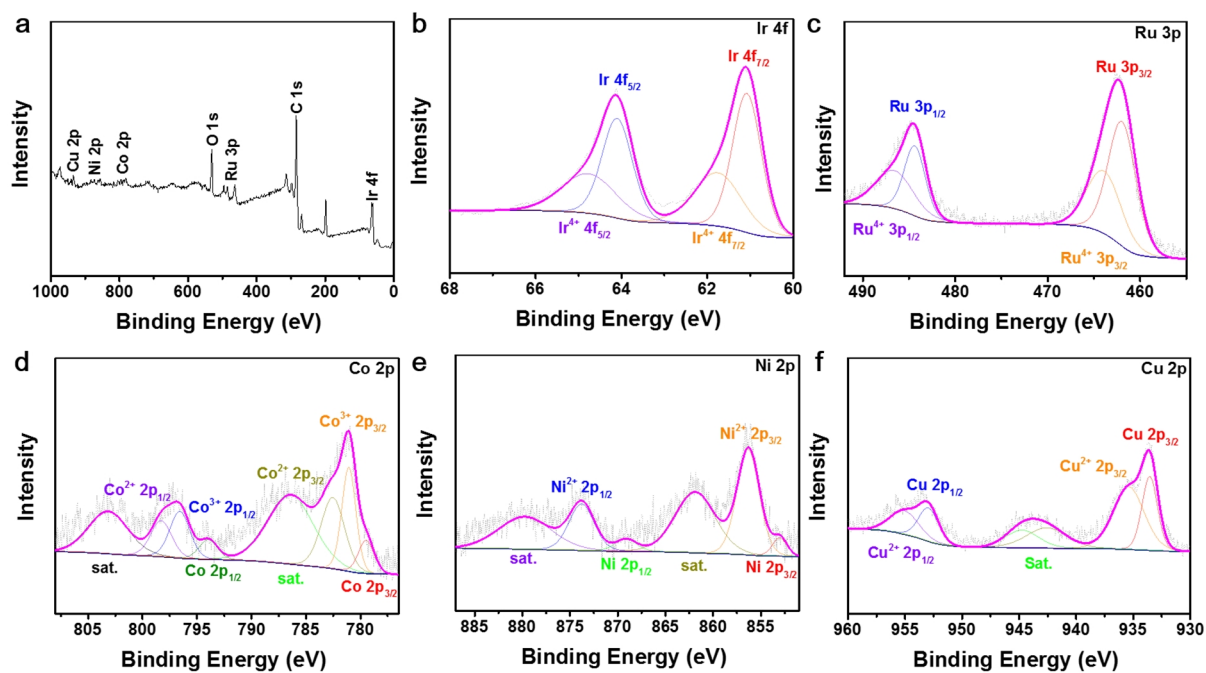 a
Intensity
Cu 2p
Ni 2p
Co 2p
O 1s
Ru 3p
C 1s
Ir 4f
1000 800 600 400 200 0
Binding Energy (eV)
b
Ir 4f
Intensity
Ir 4f7/2
Ir 4f5/2
Ir4+ 4f5/2
Ir4+ 4f7/2
68 66 64 62 60
Binding Energy (eV)
c
Ru 3p
Intensity
Ru 3p3/2
Ru 3p1/2
Ru4+ 3p1/2
Ru4+ 3p3/2
490 480 470 460
Binding Energy (eV)
d
Co 2p
Intensity
Co3+ 2p3/2
Co2+ 2p3/2
Co2+ 2p1/2
Co3+ 2p1/2
sat.
Co 2p1/2
sat.
Co 2p3/2
805 800 795 790 785 780
Binding Energy (eV)
e
Ni 2p
Intensity
Ni2+ 2p3/2
Ni2+ 2p1/2
sat.
Ni 2p1/2
sat.
Ni 2p3/2
885 880 875 870 865 860 855
Binding Energy (eV)
f
Cu 2p
Intensity
Cu 2p3/2
Cu2+ 2p3/2
Cu 2p1/2
Cu2+ 2p1/2
Sat.
960 955 950 945 940 935 930
Binding Energy (eV)